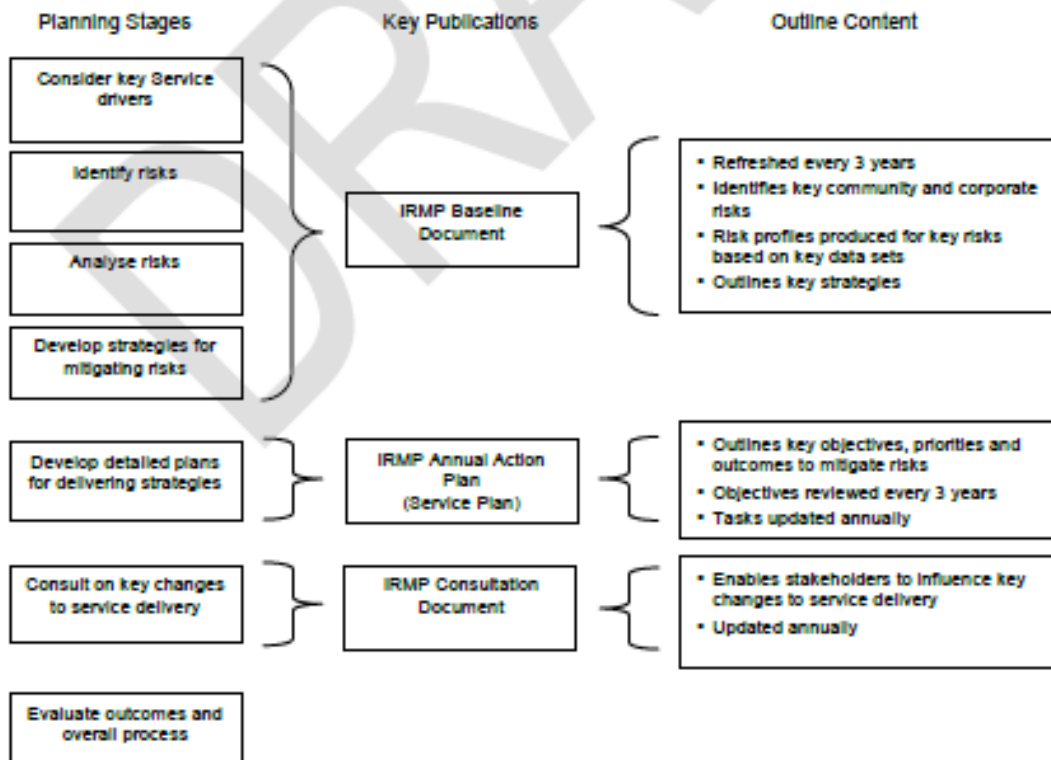 Planning Stages
Key Publications
Outline Content
Consider key Service
drivers
Identify risks
Analyse risks
Develop strategies for
mitigating risks
IRMP Baseline
Document
▪ Refreshed every 3 years
▪ Identifies key community and corporate
risks
▪ Risk profiles produced for key risks
based on key data sets
▪ Outlines key strategies
Develop detailed plans
for delivering strategies
IRMP Annual Action
Plan
(Service Plan)
▪ Outlines key objectives, priorities and
outcomes to mitigate risks
▪ Objectives reviewed every 3 years
▪ Tasks updated annually
Consult on key changes
to service delivery
IRMP Consultation
Document
▪ Enables stakeholders to influence key
changes to service delivery
▪ Updated annually
Evaluate outcomes and
overall process